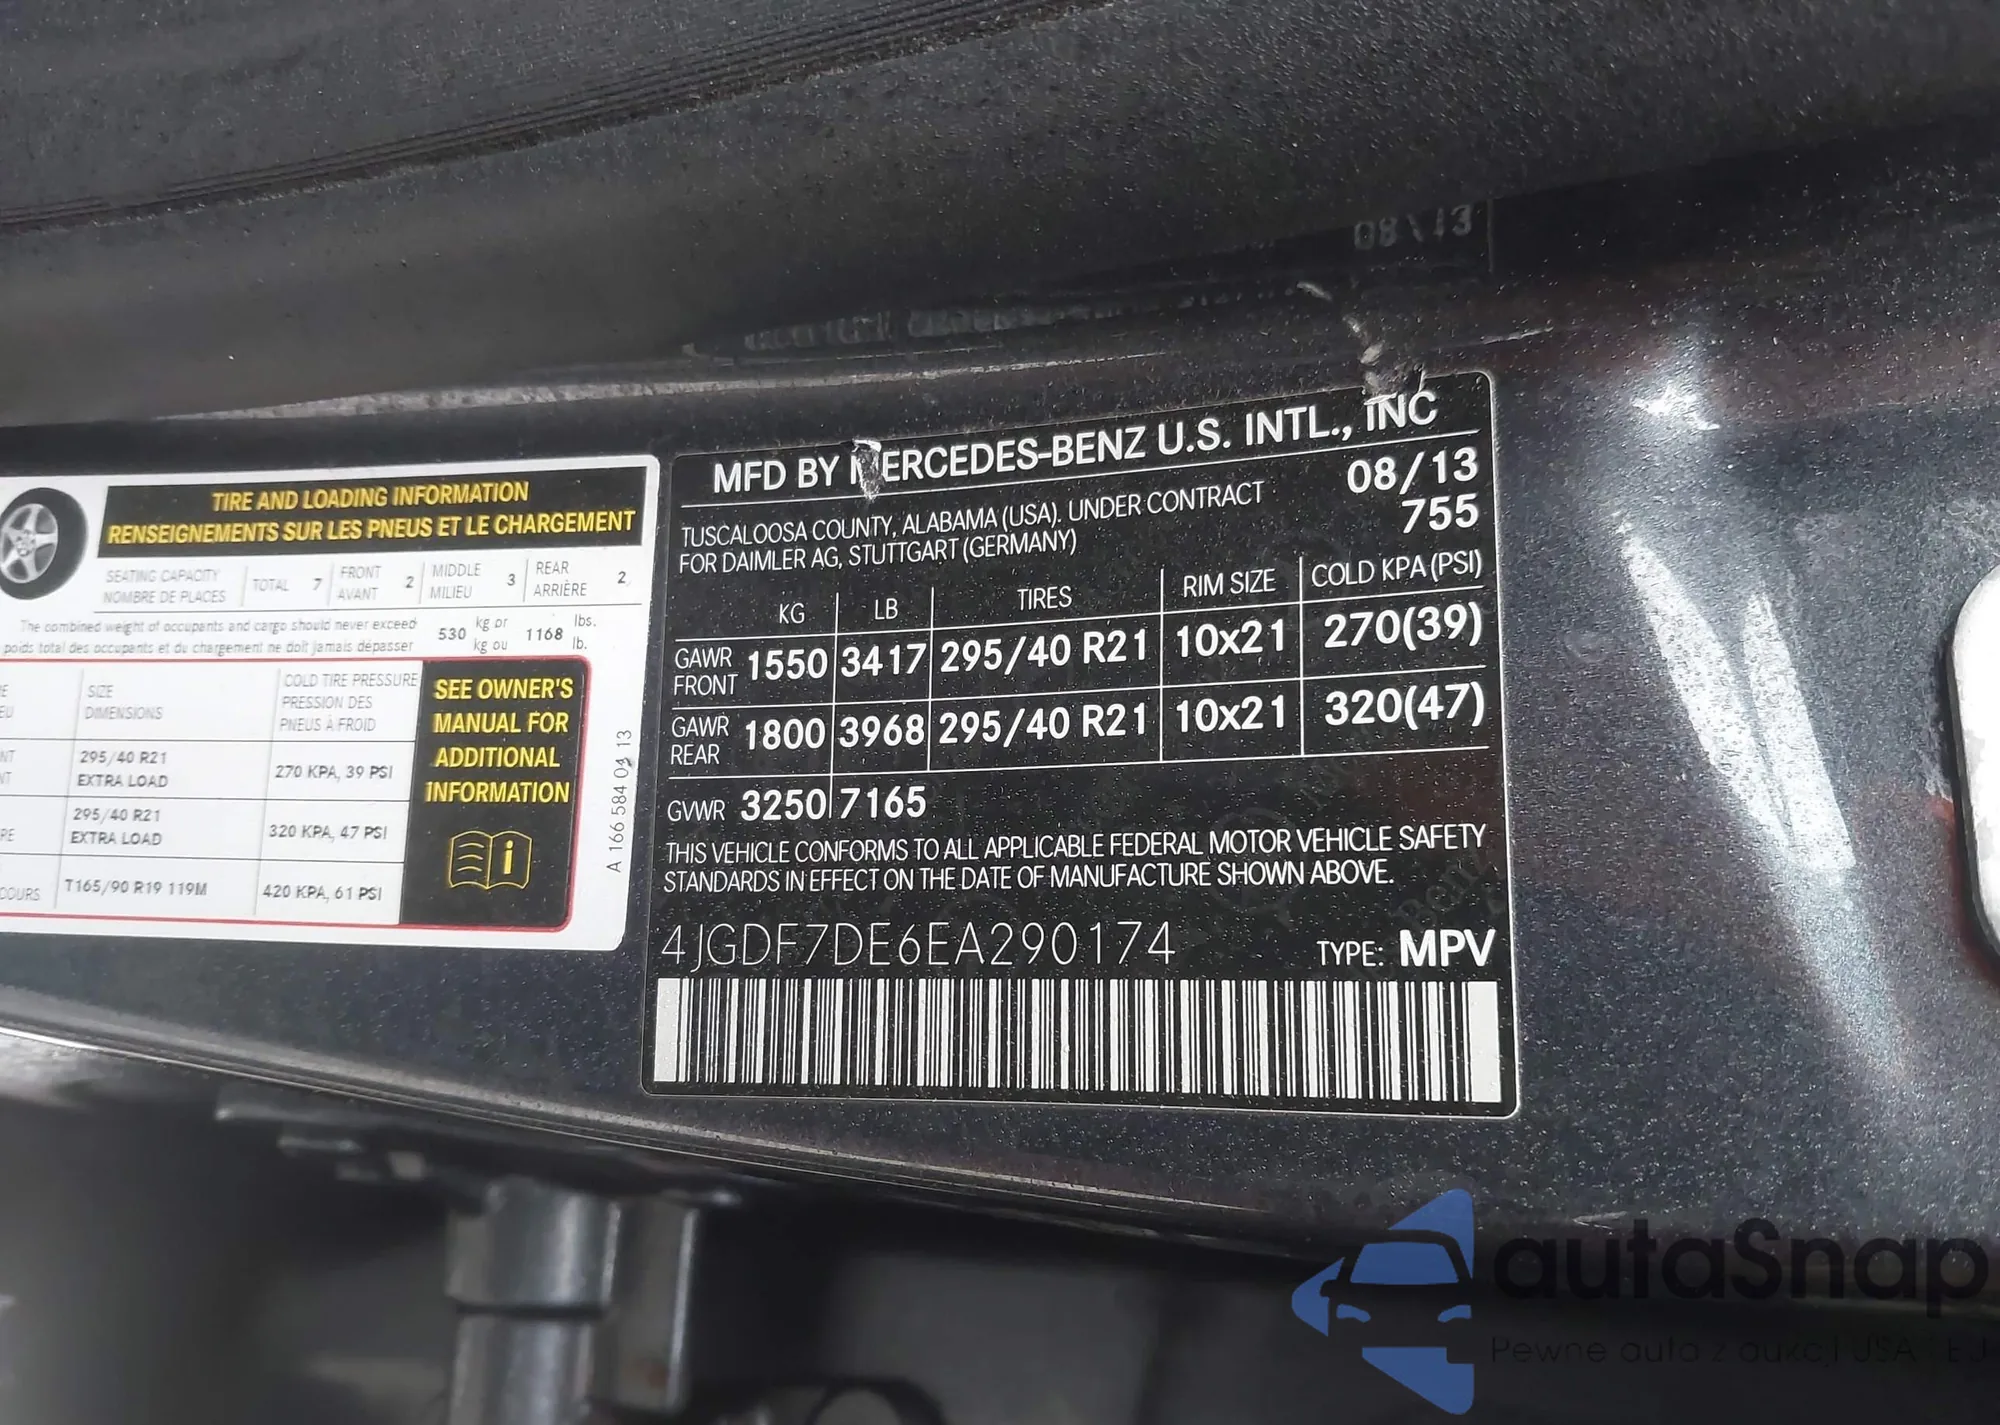 08/13
TIRE AND LOADING INFORMATION
RENSEIGNEMENTS SUR LES PNEUS ET LE CHARGEMENT
SEATING CAPACITY
NOMBRE DE PLACES
TOTAL 7
FRONT
AVANT 2
MIDDLE
MILIEU 3
REAR
ARRIÈRE 2
The combined weight of occupants and cargo should never exceed
poids total des occupants et du chargement ne doit jamais dépasser
530 kg or
kg ou
1168 lbs.
lb.
SIZE
DIMENSIONS
COLD TIRE PRESSURE
PRESSION DES
PNEUS À FROID
295/40 R21
EXTRA LOAD
270 KPA, 39 PSI
295/40 R21
EXTRA LOAD
320 KPA, 47 PSI
COURS
T165/90 R19 119M
420 KPA, 61 PSI
SEE OWNER'S
MANUAL FOR
ADDITIONAL
INFORMATION
i
A 166 584 04 13
MFD BY MERCEDES-BENZ U.S. INTL., INC
TUSCALOOSA COUNTY, ALABAMA (USA). UNDER CONTRACT
FOR DAIMLER AG, STUTTGART (GERMANY)
08/13
755
KG LB TIRES RIM SIZE COLD KPA (PSI)
GAWR
FRONT 1550 3417 295/40 R21 10x21 270(39)
GAWR
REAR 1800 3968 295/40 R21 10x21 320(47)
GVWR 3250 7165
THIS VEHICLE CONFORMS TO ALL APPLICABLE FEDERAL MOTOR VEHICLE SAFETY
STANDARDS IN EFFECT ON THE DATE OF MANUFACTURE SHOWN ABOVE.
4JGDF7DE6EA290174 TYPE: MPV
autaSnap
Pewne auta z aukcji USA